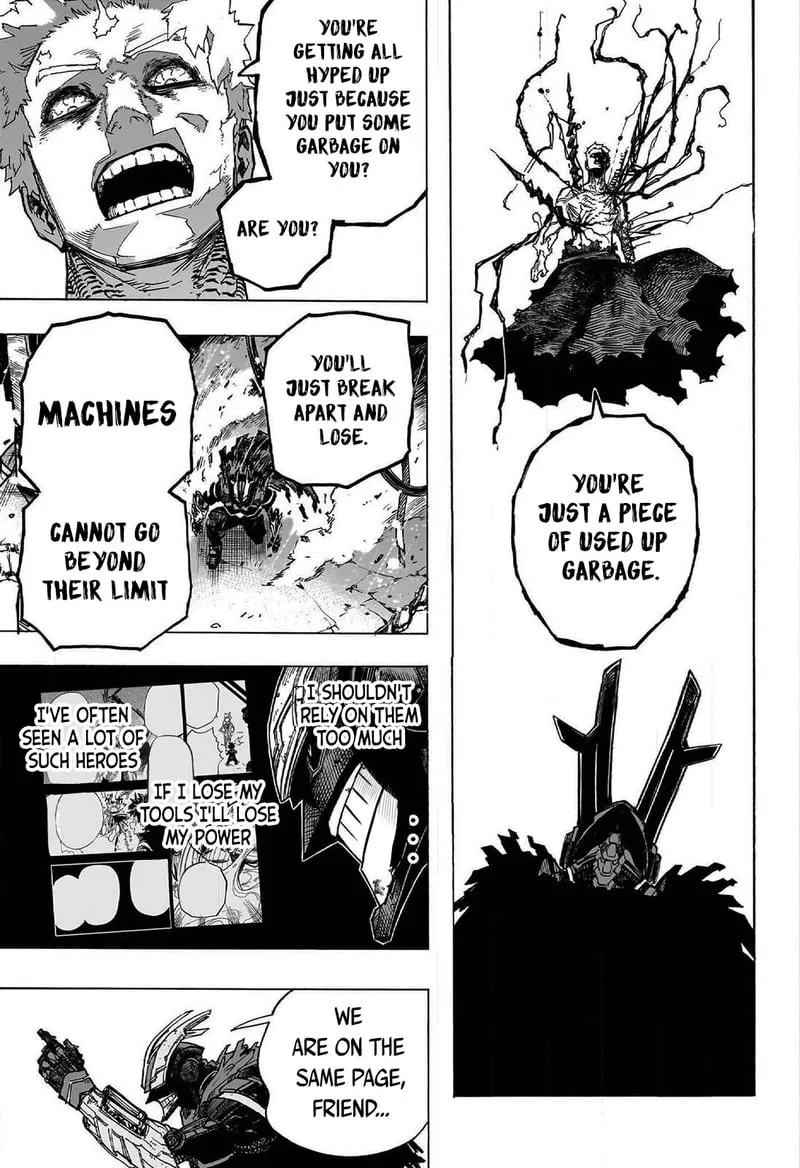 YOU'RE
JUST A PIECE
OF USED UP
GARBAGE.
YOU'RE
GETTING ALL
HYPED UP
JUST BECAUSE
YOU PUT SOME
GARBAGE ON
YOU?
ARE YOU?
YOU'LL
JUST BREAK
APART AND
LOSE.
MACHINES
CANNOT GO
BEYOND
THEIR LIMIT
I SHOULDN'T
RELY ON THEM
TOO MUCH
IF I LOSE MY
TOOLS I'LL LOSE
MY POWER
I'VE OFTEN
SEEN A LOT OF
SUCH HEROES
WE
ARE ON THE
SAME PAGE,
FRIEND...